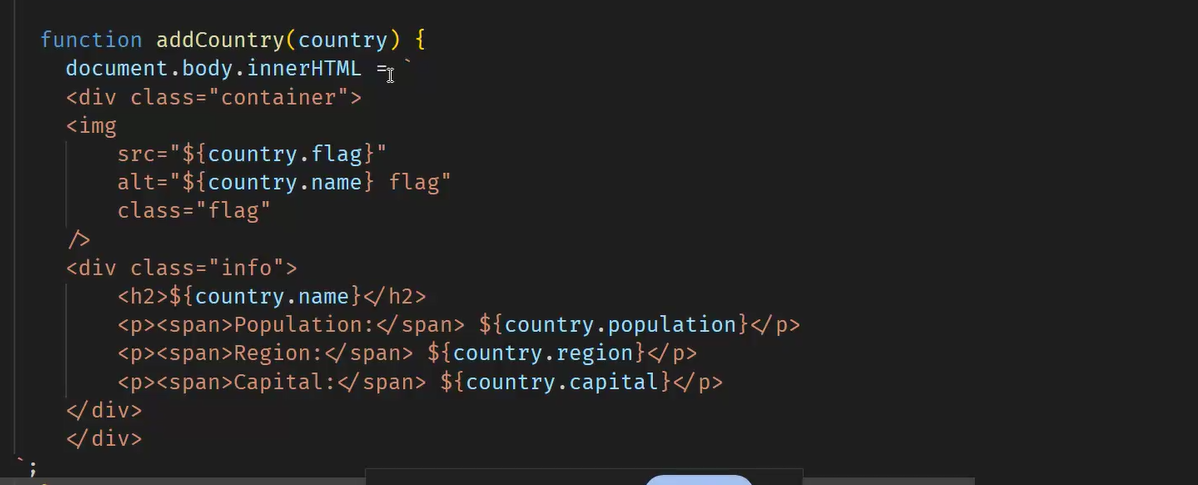 function addCountry(country) {
document.body.innerHTML = `
<div class="container">
<img
src="${country.flag}"
alt="${country.name} flag"
class="flag"
/>
<div class="info">
<h2>${country.name}</h2>
<p><span>Population:</span> ${country.population}</p>
<p><span>Region:</span> ${country.region}</p>
<p><span>Capital:</span> ${country.capital}</p>
</div>
</div>
`;